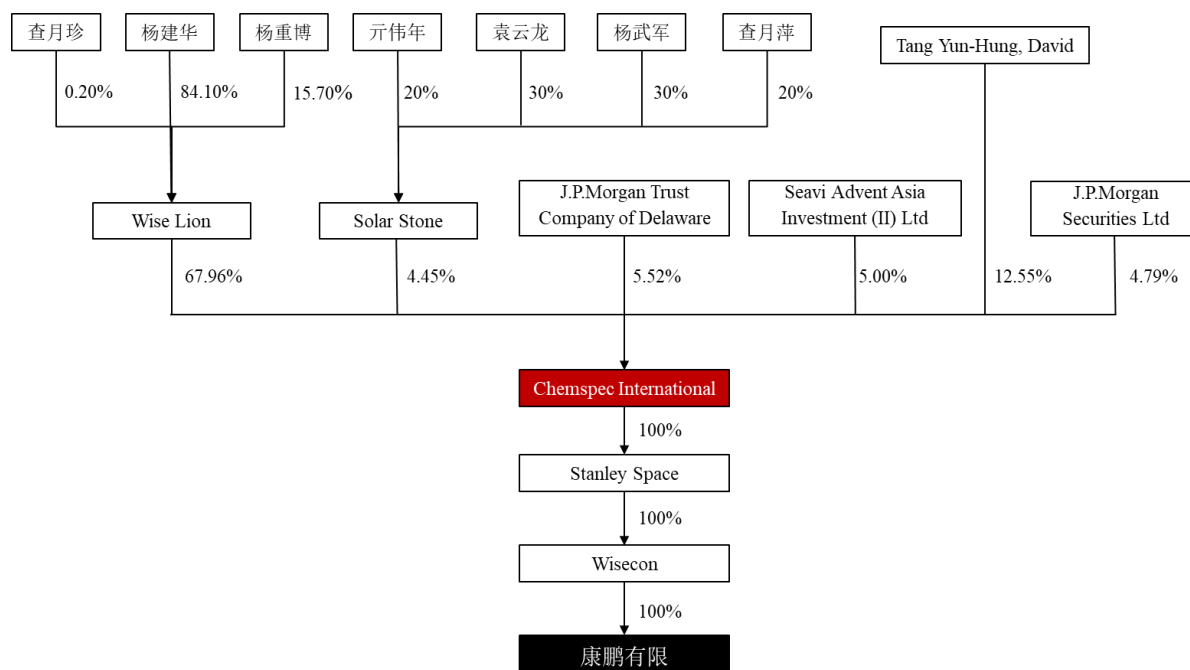 查月珍
杨建华
杨重博
亓伟年
袁云龙
杨武军
查月萍
Tang Yun-Hung, David
0.20%
84.10%
15.70%
20%
30%
30%
20%
Wise Lion
Solar Stone
J.P.Morgan Trust
Company of Delaware
Seavi Advent Asia
Investment (II) Ltd
J.P.Morgan
Securities Ltd
67.96%
4.45%
5.52%
5.00%
12.55%
4.79%
Chemspec International
100%
Stanley Space
100%
Wisecon
100%
康鹏有限